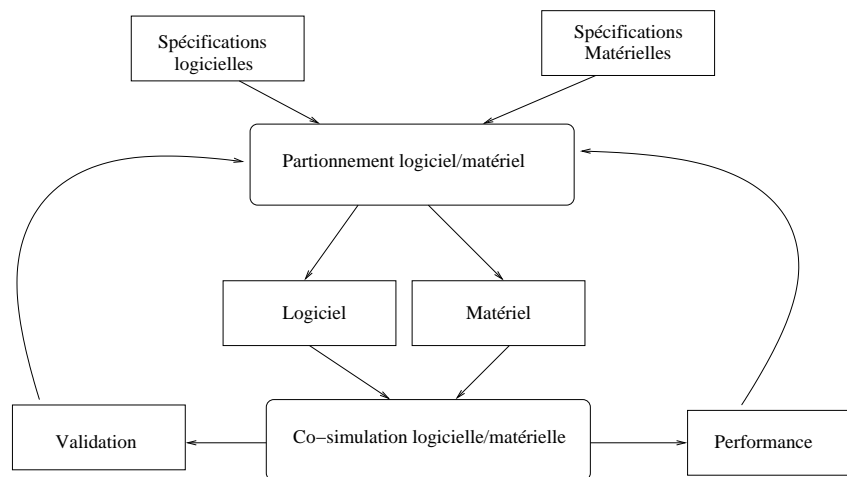 Spécifications
logicielles
Spécifications
Matérielles
Partionnement logiciel/matériel
Logiciel
Matériel
Validation
Co−simulation logicielle/matérielle
Performance